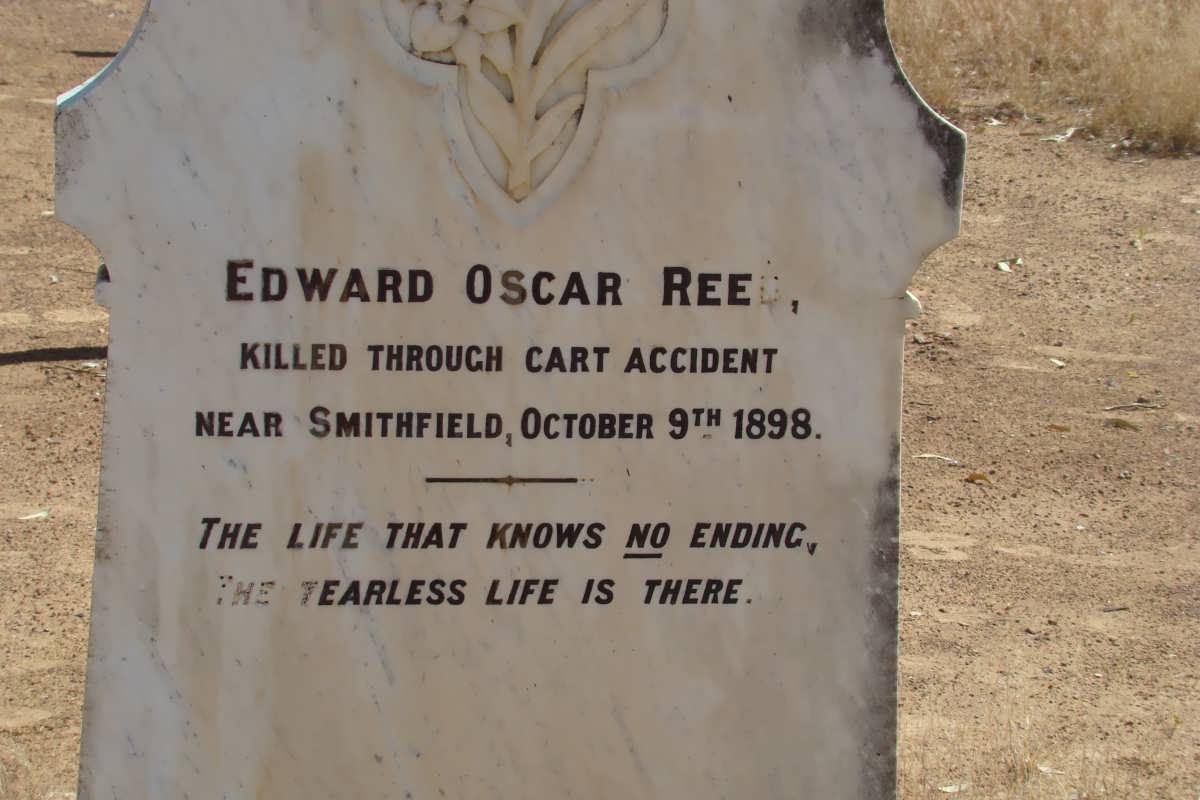 EDWARD OSCAR REED,
KILLED THROUGH CART ACCIDENT
NEAR SMITHFIELD, OCTOBER 9TH 1898.
THE LIFE THAT KNOWS NO ENDING,
THE TEARLESS LIFE IS THERE.